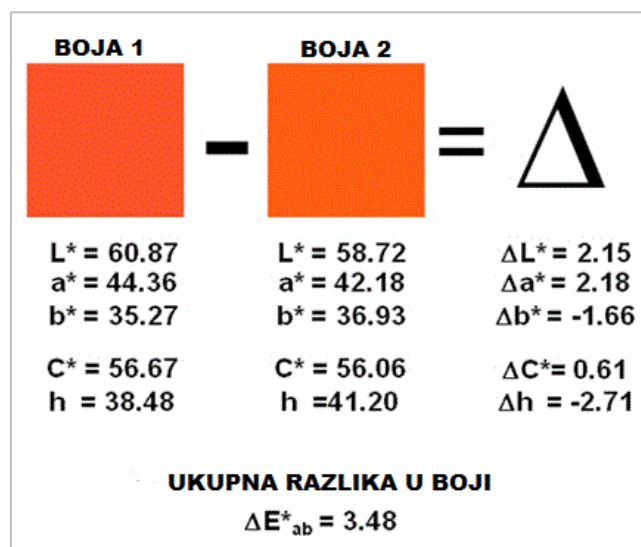 BOJA 1 BOJA 2
- = Δ
L* = 60.87 L* = 58.72 ΔL* = 2.15
a* = 44.36 a* = 42.18 Δa* = 2.18
b* = 35.27 b* = 36.93 Δb* = -1.66
C* = 56.67 C* = 56.06 ΔC*= 0.61
h = 38.48 h =41.20 Δh = -2.71
UKUPNA RAZLIKA U BOJI
ΔE*ab = 3.48